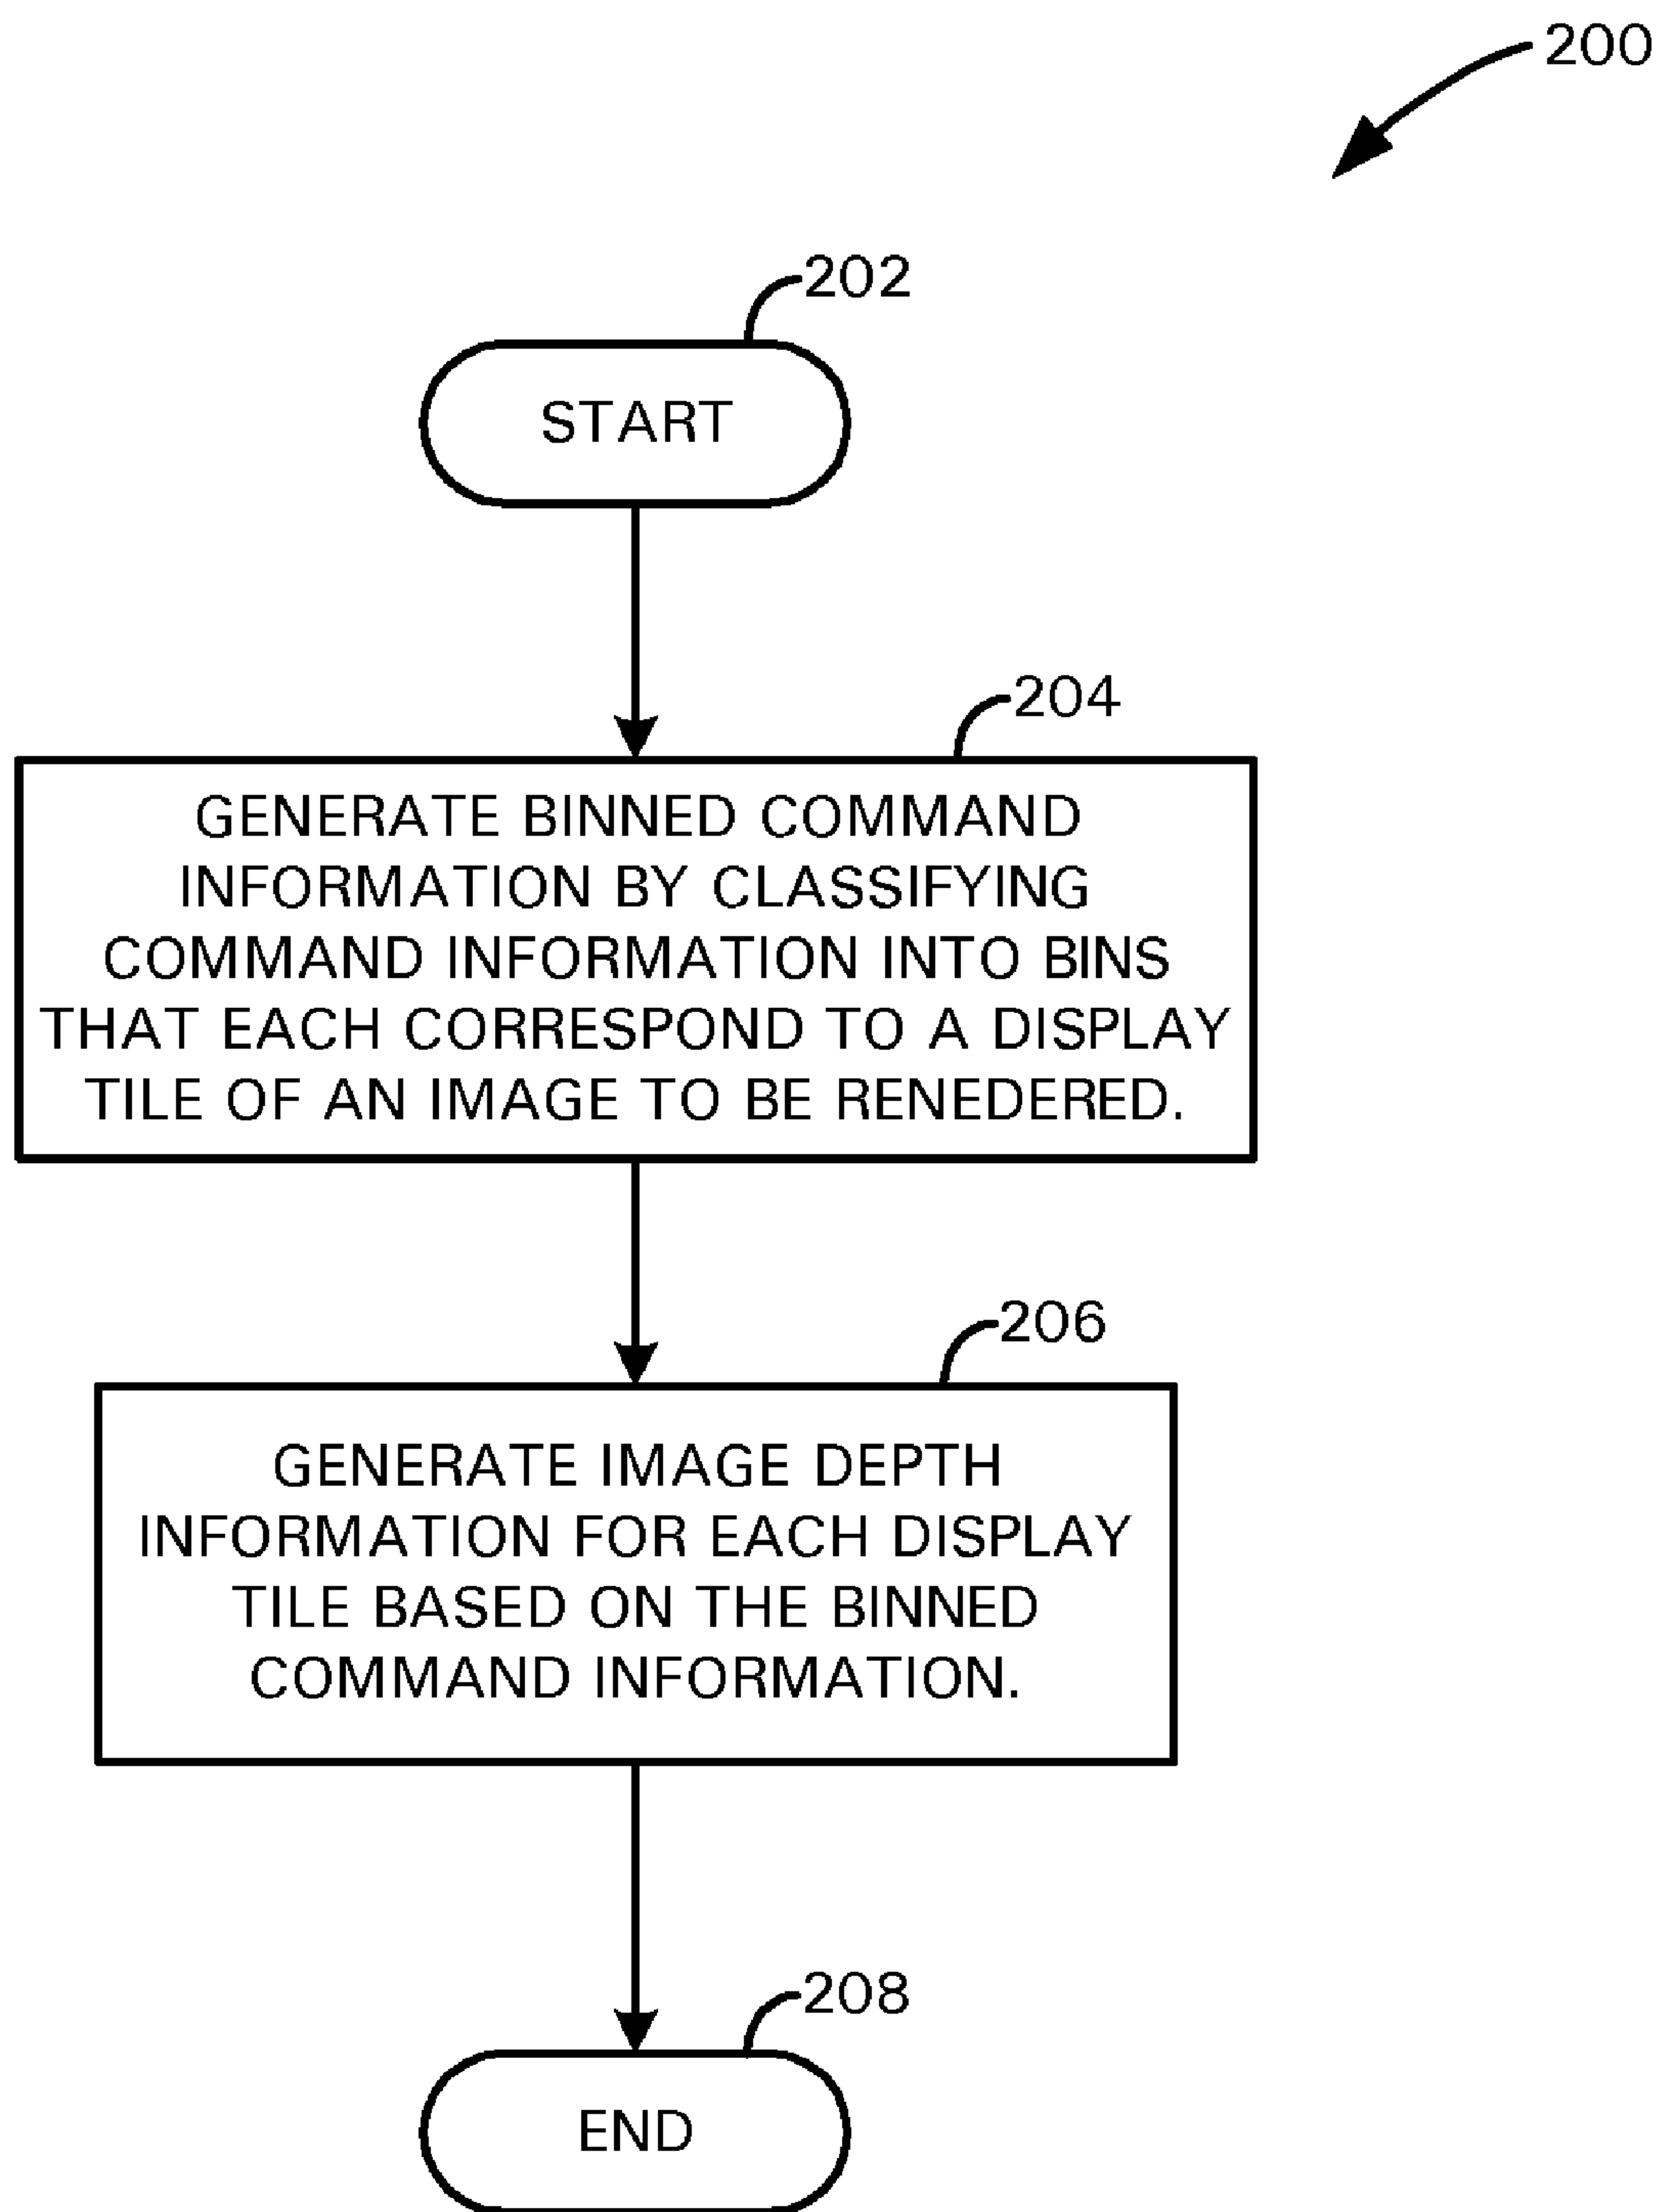 200
202
START
204
GENERATE BINNED COMMAND
INFORMATION BY CLASSIFYING
COMMAND INFORMATION INTO BINS
THAT EACH CORRESPOND TO A DISPLAY
TILE OF AN IMAGE TO BE RENEDERED.
206
GENERATE IMAGE DEPTH
INFORMATION FOR EACH DISPLAY
TILE BASED ON THE BINNED
COMMAND INFORMATION.
208
END